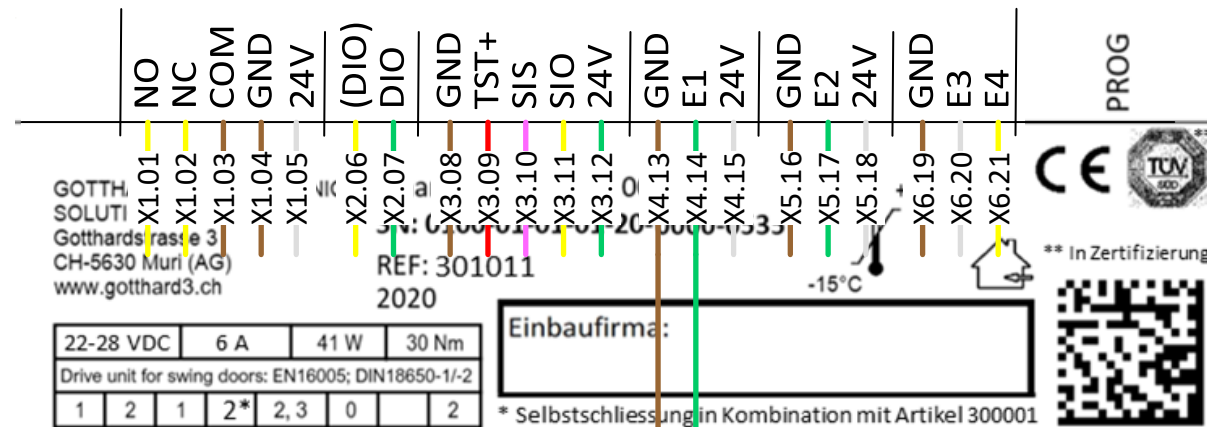 NO NC COM GND 24V (DIO) DIO GND TST+ SIS SIO 24V GND E1 24V GND E2 24V GND E3 E4 PROG
X1.01 X1.02 X1.03 X1.04 X1.05 X2.06 X2.07 X3.08 X3.09 X3.10 X3.11 X3.12 X4.13 X4.14 X4.15 X5.16 X5.17 X5.18 X6.19 X6.20 X6.21
CE TÜV SÜD **
GOTTHA
SOLUTI
Gotthardstrasse 3
CH-5630 Muri (AG)
www.gotthard3.ch
REF: 301011
2020
-15°C
** In Zertifizierung
22-28 VDC 6 A 41 W 30 Nm
Drive unit for swing doors: EN16005; DIN18650-1/-2
1 2 1 2* 2, 3 0 2
Einbaufirma:
* Selbstschliessung in Kombination mit Artikel 300001